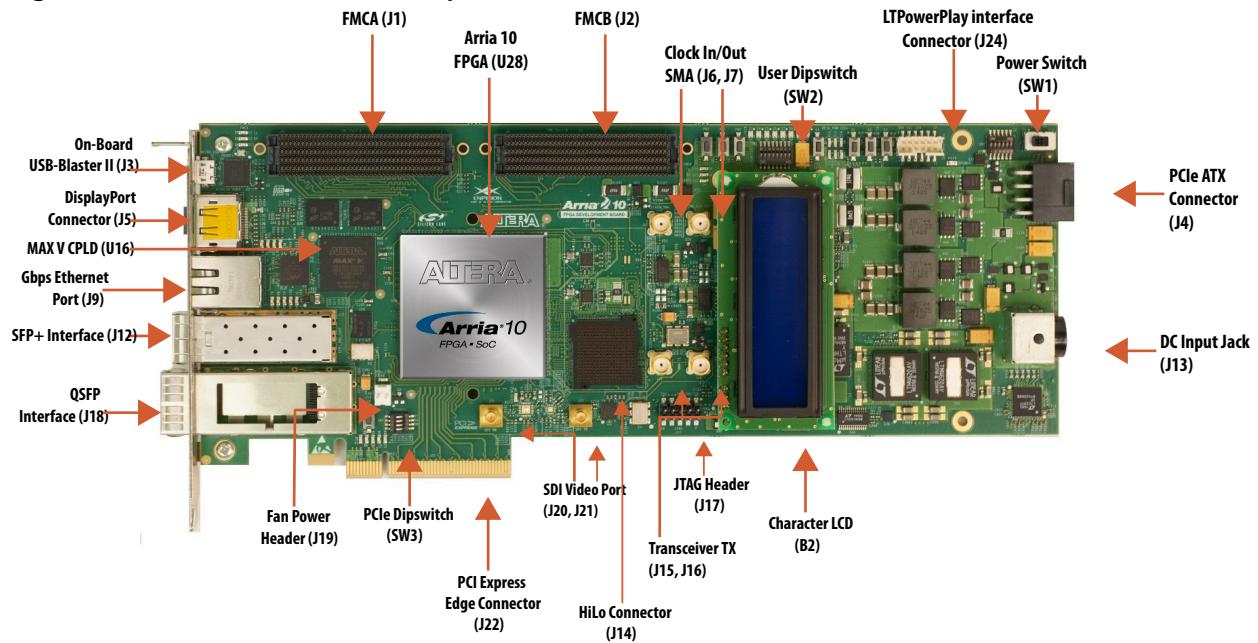 FMCA (J1)
FMCB (J2)
LTPowerPlay interface
Connector (J24)
Arria 10
FPGA (U28)
Clock In/Out
SMA (J6, J7)
User Dipswitch
(SW2)
Power Switch
(SW1)
On-Board
USB-Blaster II (J3)
DisplayPort
Connector (J5)
MAX V CPLD (U16)
Gbps Ethernet
Port (J9)
SFP+ Interface (J12)
QSFP
Interface (J18)
PCIe ATX
Connector
(J4)
DC Input Jack
(J13)
Arria 10
FPGA DEVELOPMENT BOARD
ALTERA
MAX V
ALTERA
Arria 10
FPGA • SoC
Fan Power
Header (J19)
PCIe Dipswitch
(SW3)
PCI Express
Edge Connector
(J22)
SDI Video Port
(J20, J21)
HiLo Connector
(J14)
Transceiver TX
(J15, J16)
JTAG Header
(J17)
Character LCD
(B2)